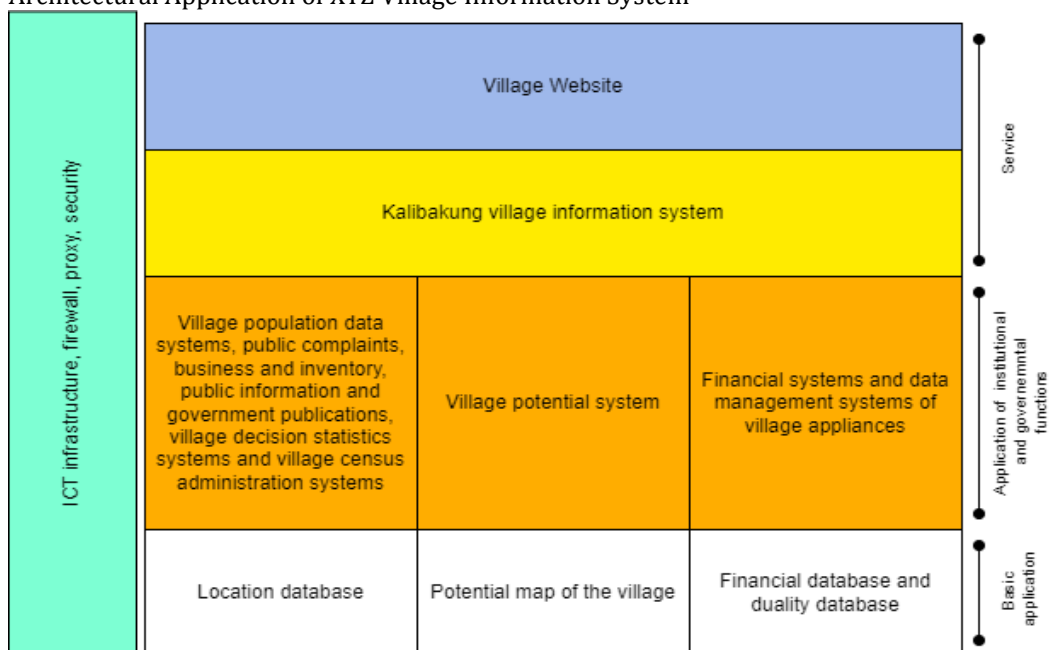 Architectural Application of XYZ Village Information System
Village Website
Kalibakung village information system
Village population data
systems, public complaints,
business and inventory,
public information and
government publications,
village decision statistics
systems and village census
administration systems
Village potential system
Financial systems and data
management systems of
village appliances
Location database
Potential map of the village
Financial database and
duality database
ICT infrastructure, firewall, proxy, security
Service
Application of institutional
and governemntal
functions
Basic
application